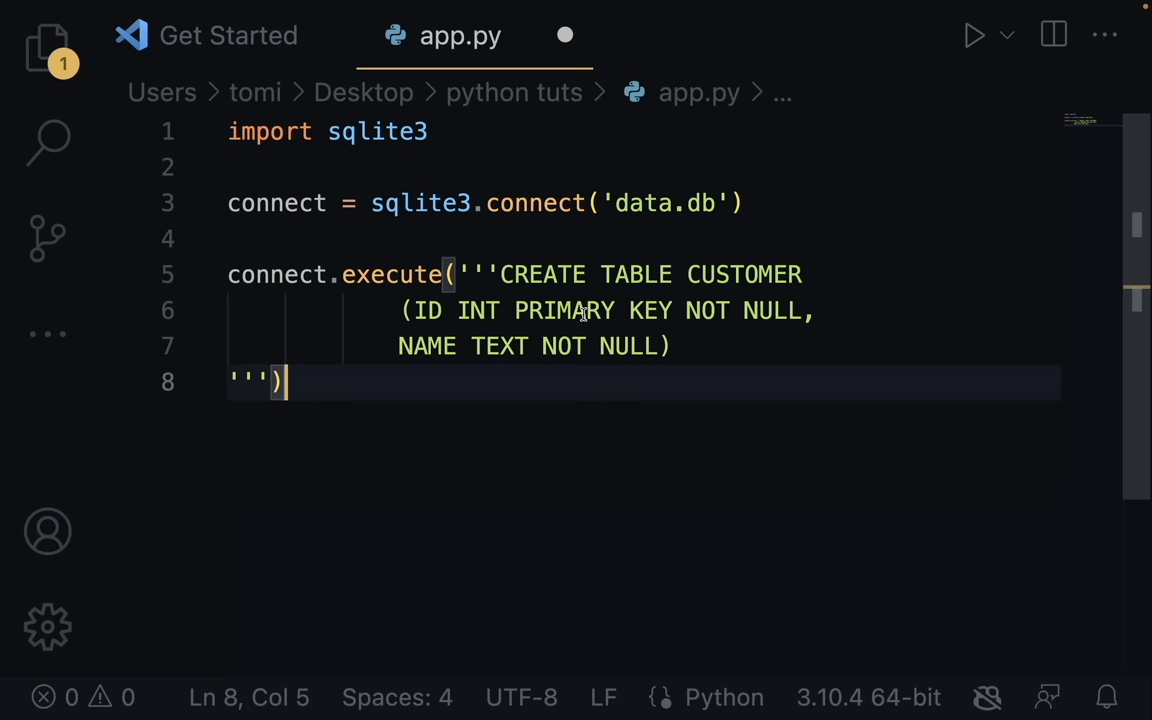 1
Get Started
app.py
Users > tomi > Desktop > python tuts > app.py > ...
1 import sqlite3
2
3 connect = sqlite3.connect('data.db')
4
5 connect.execute('''CREATE TABLE CUSTOMER
6 (ID INT PRIMARY KEY NOT NULL,
7 NAME TEXT NOT NULL)
8 ''')
0 0 Ln 8, Col 5 Spaces: 4 UTF-8 LF Python 3.10.4 64-bit